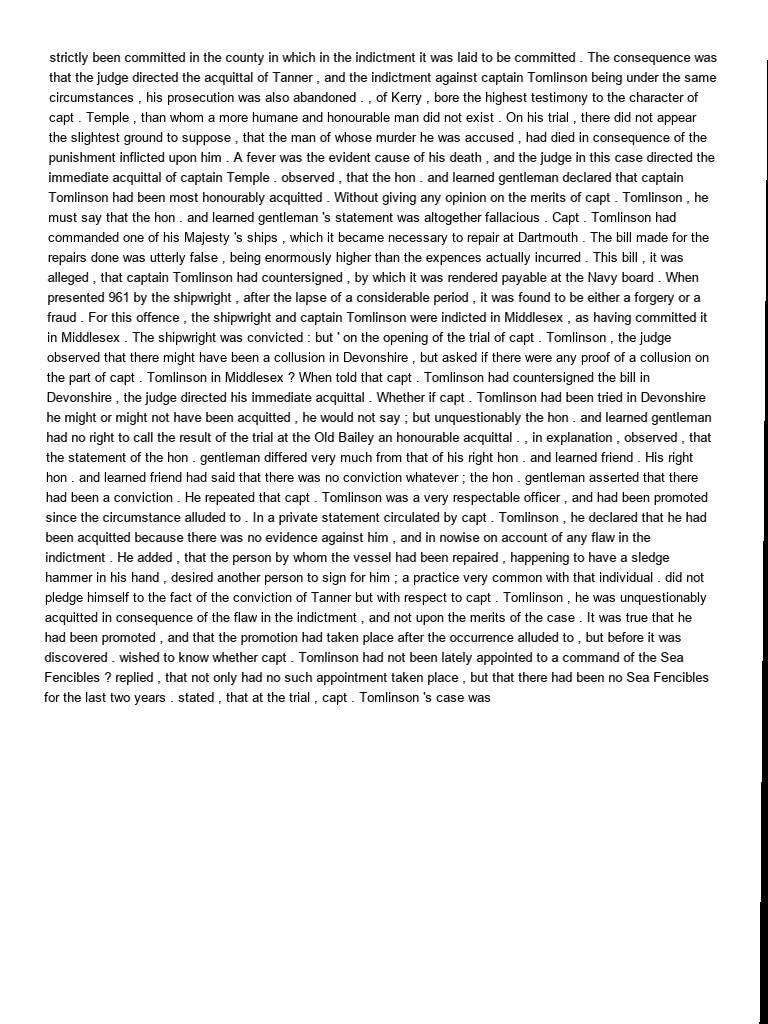 strictly been committed in the county in which in the indictment it was laid to be committed . The consequence was
that the judge directed the acquittal of Tanner , and the indictment against captain Tomlinson being under the same
circumstances , his prosecution was also abandoned . , of Kerry , bore the highest testimony to the character of
capt . Temple , than whom a more humane and honourable man did not exist . On his trial , there did not appear
the slightest ground to suppose , that the man of whose murder he was accused , had died in consequence of the
punishment inflicted upon him . A fever was the evident cause of his death , and the judge in this case directed the
immediate acquittal of captain Temple . observed , that the hon . and learned gentleman declared that captain
Tomlinson had been most honourably acquitted . Without giving any opinion on the merits of capt . Tomlinson , he
must say that the hon . and learned gentleman 's statement was altogether fallacious . Capt . Tomlinson had
commanded one of his Majesty 's ships , which it became necessary to repair at Dartmouth . The bill made for the
repairs done was utterly false , being enormously higher than the expences actually incurred . This bill , it was
alleged , that captain Tomlinson had countersigned , by which it was rendered payable at the Navy board . When
presented 961 by the shipwright , after the lapse of a considerable period , it was found to be either a forgery or a
fraud . For this offence , the shipwright and captain Tomlinson were indicted in Middlesex , as having committed it
in Middlesex . The shipwright was convicted : but ' on the opening of the trial of capt . Tomlinson , the judge
observed that there might have been a collusion in Devonshire , but asked if there were any proof of a collusion on
the part of capt . Tomlinson in Middlesex ? When told that capt . Tomlinson had countersigned the bill in
Devonshire , the judge directed his immediate acquittal . Whether if capt . Tomlinson had been tried in Devonshire
he might or might not have been acquitted , he would not say ; but unquestionably the hon . and learned gentleman
had no right to call the result of the trial at the Old Bailey an honourable acquittal . , in explanation , observed , that
the statement of the hon . gentleman differed very much from that of his right hon . and learned friend . His right
hon . and learned friend had said that there was no conviction whatever ; the hon . gentleman asserted that there
had been a conviction . He repeated that capt . Tomlinson was a very respectable officer , and had been promoted
since the circumstance alluded to . In a private statement circulated by capt . Tomlinson , he declared that he had
been acquitted because there was no evidence against him , and in nowise on account of any flaw in the
indictment . He added , that the person by whom the vessel had been repaired , happening to have a sledge
hammer in his hand , desired another person to sign for him ; a practice very common with that individual . did not
pledge himself to the fact of the conviction of Tanner but with respect to capt . Tomlinson , he was unquestionably
acquitted in consequence of the flaw in the indictment , and not upon the merits of the case . It was true that he
had been promoted , and that the promotion had taken place after the occurrence alluded to , but before it was
discovered . wished to know whether capt . Tomlinson had not been lately appointed to a command of the Sea
Fencibles ? replied , that not only had no such appointment taken place , but that there had been no Sea Fencibles
for the last two years . stated , that at the trial , capt . Tomlinson 's case was